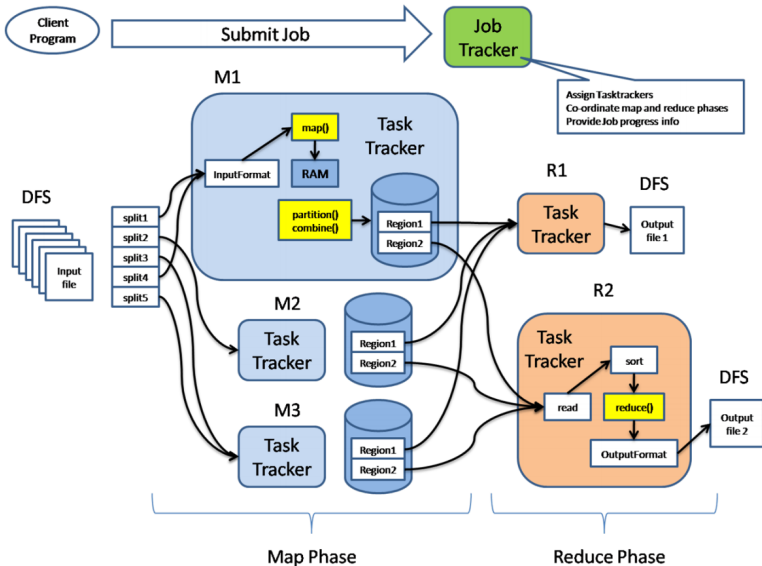 Client
Program
Submit Job
Job
Tracker
Assign Tasktrackers
Co-ordinate map and reduce phases
Provide Job progress info
M1
map()
Task
Tracker
InputFormat
RAM
partition()
combine()
Region1
Region2
DFS
Input
file
split1
split2
split3
split4
split5
M2
Task
Tracker
Region1
Region2
M3
Task
Tracker
Region1
Region2
R1
Task
Tracker
DFS
Output
file 1
R2
Task
Tracker
sort
read
reduce()
OutputFormat
DFS
Output
file 2
Map Phase
Reduce Phase